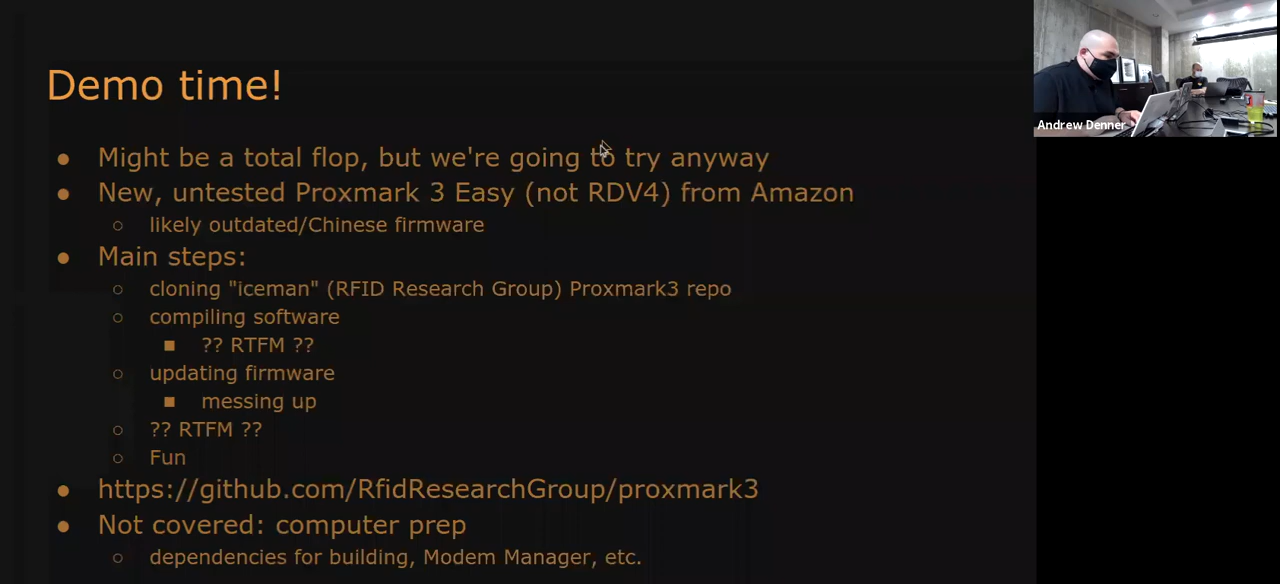 Demo time!
● Might be a total flop, but we're going to try anyway
● New, untested Proxmark 3 Easy (not RDV4) from Amazon
○ likely outdated/Chinese firmware
● Main steps:
○ cloning "iceman" (RFID Research Group) Proxmark3 repo
○ compiling software
■ ?? RTFM ??
○ updating firmware
■ messing up
○ ?? RTFM ??
○ Fun
● https://github.com/RfidResearchGroup/proxmark3
● Not covered: computer prep
○ dependencies for building, Modem Manager, etc.
Andrew Denner